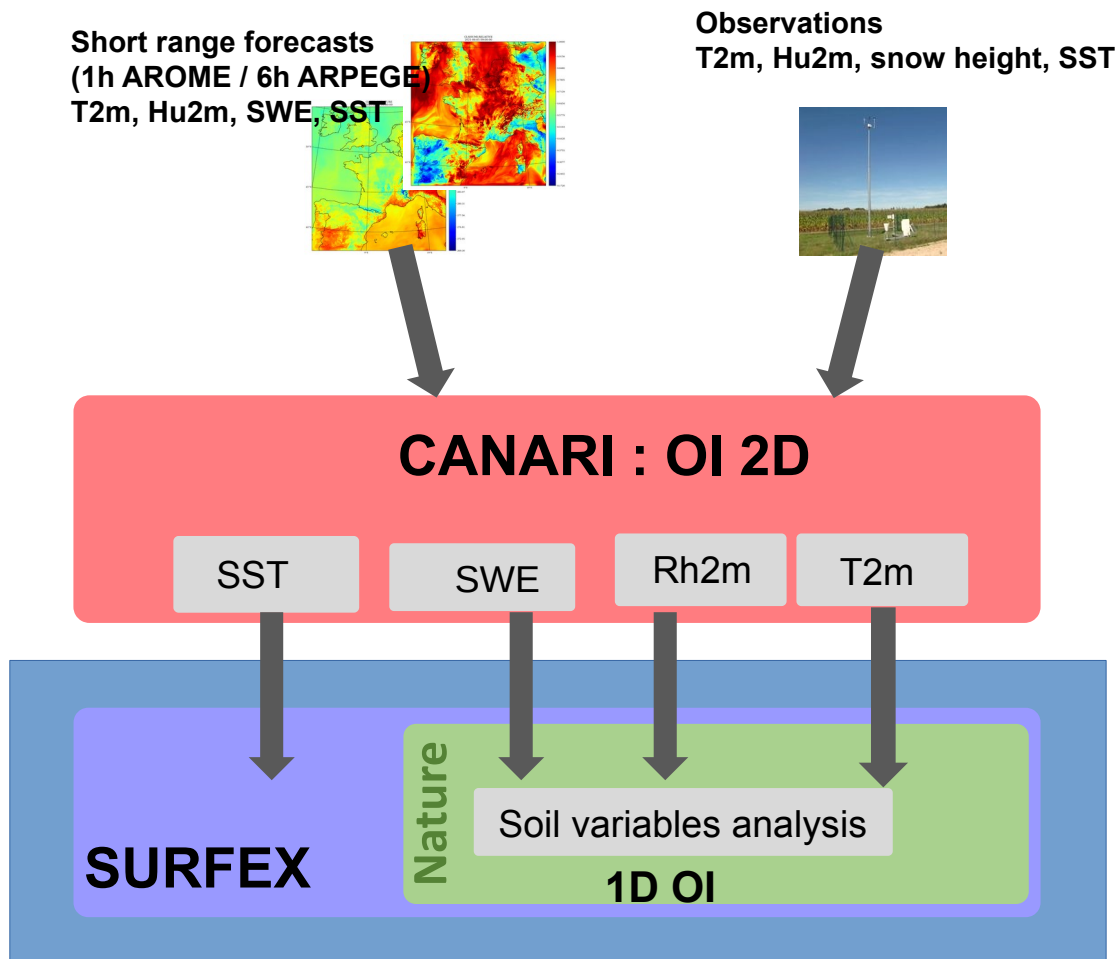 Short range forecasts
(1h AROME / 6h ARPEGE)
T2m, Hu2m, SWE, SST
Observations
T2m, Hu2m, snow height, SST
CANARI : OI 2D
SST
SWE
Rh2m
T2m
Nature
Soil variables analysis
SURFEX
1D OI